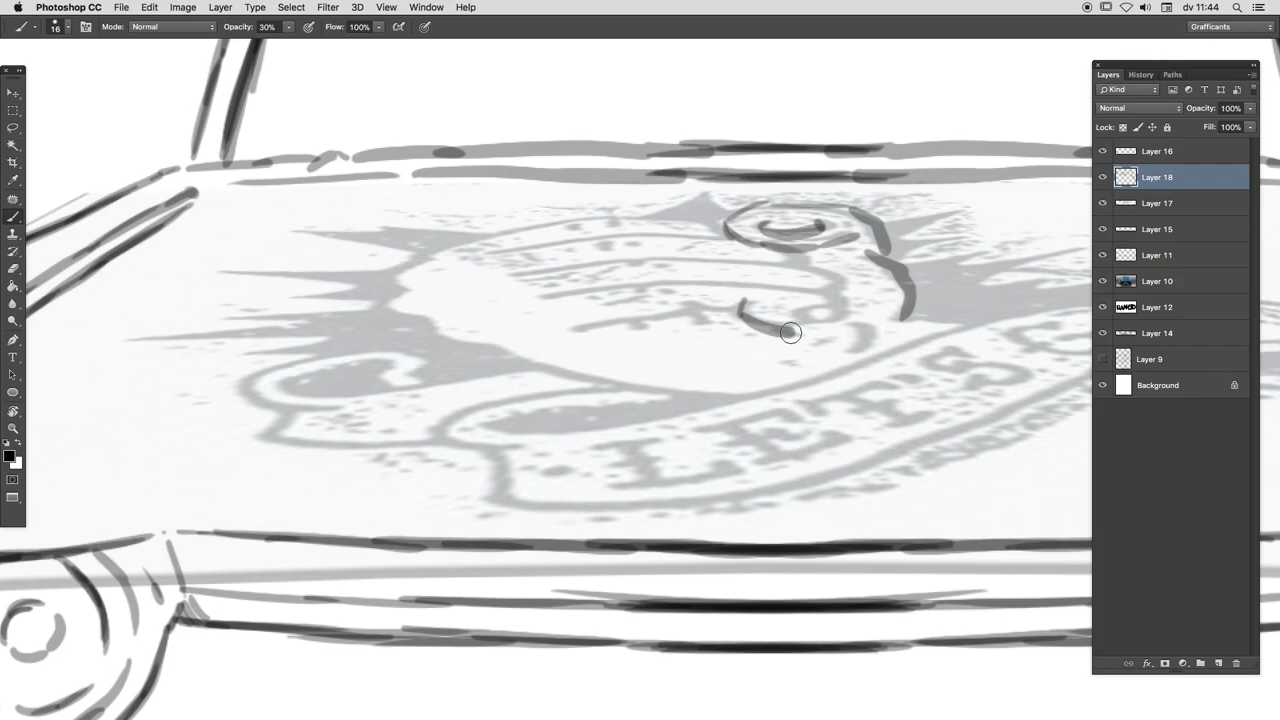 Photoshop CC File Edit Image Layer Type Select Filter 3D View Window Help dv 11:44
16 Mode: Normal Opacity: 30% Flow: 100% Grafficants
Layers History Paths
Kind
Normal Opacity: 100%
Lock: Fill: 100%
Layer 16
Layer 18
Layer 17
Layer 15
Layer 11
Layer 10
Layer 12
Layer 14
Layer 9
Background
LET'S